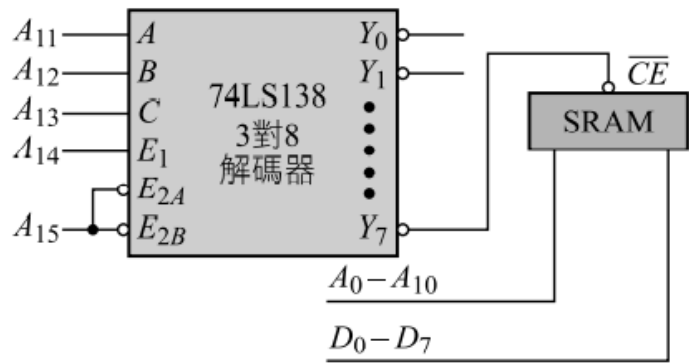 A11 A Y0
A12 B Y1
A13 C
A14 E1
E2A
A15 E2B Y7
74LS138
3對8
解碼器
CE
SRAM
A0–A10
D0–D7